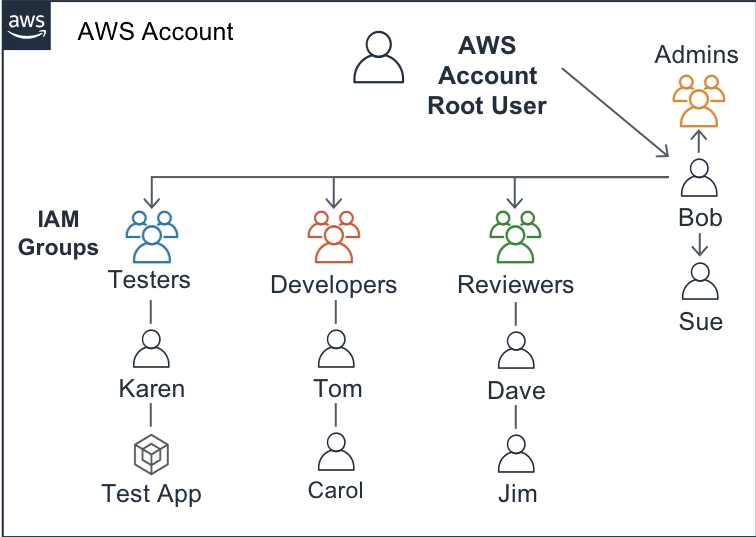 aws
AWS Account
AWS
Account
Root User
Admins
Bob
Sue
IAM
Groups
Testers
Developers
Reviewers
Karen
Tom
Dave
Test App
Carol
Jim